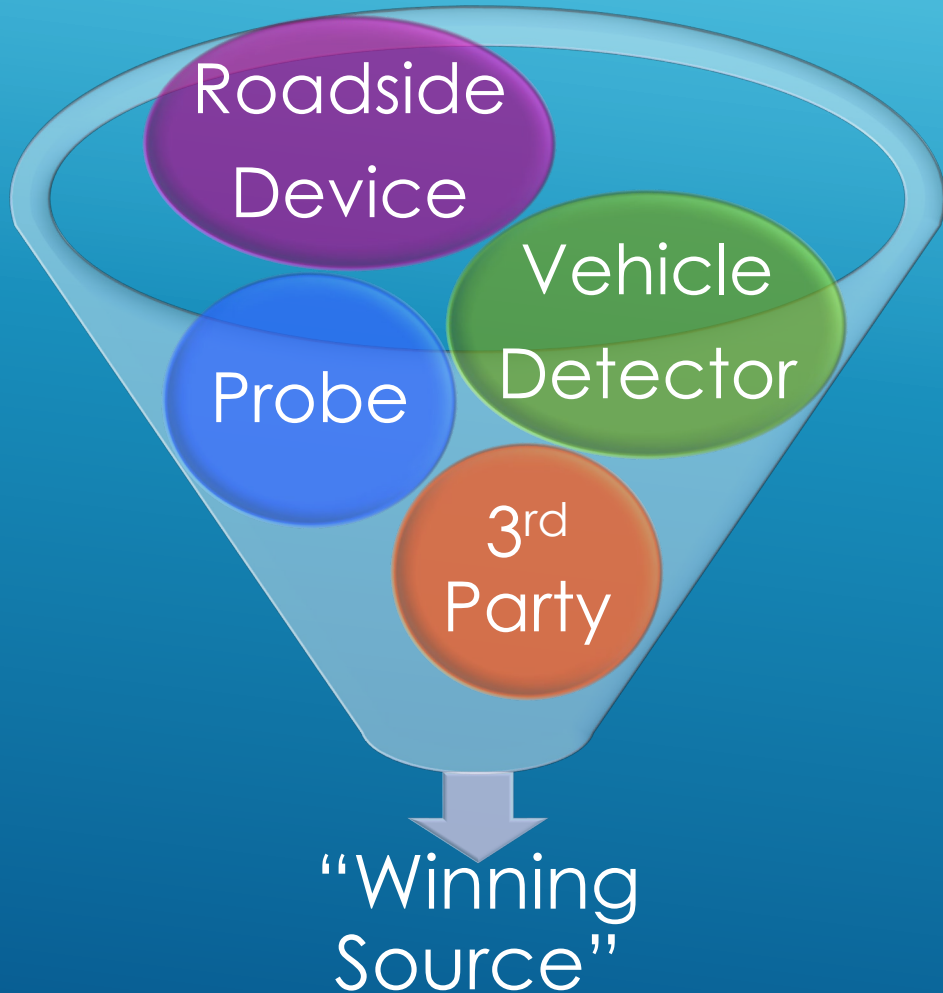 Roadside
Device
Vehicle
Detector
Probe
3rd
Party
“Winning
Source”